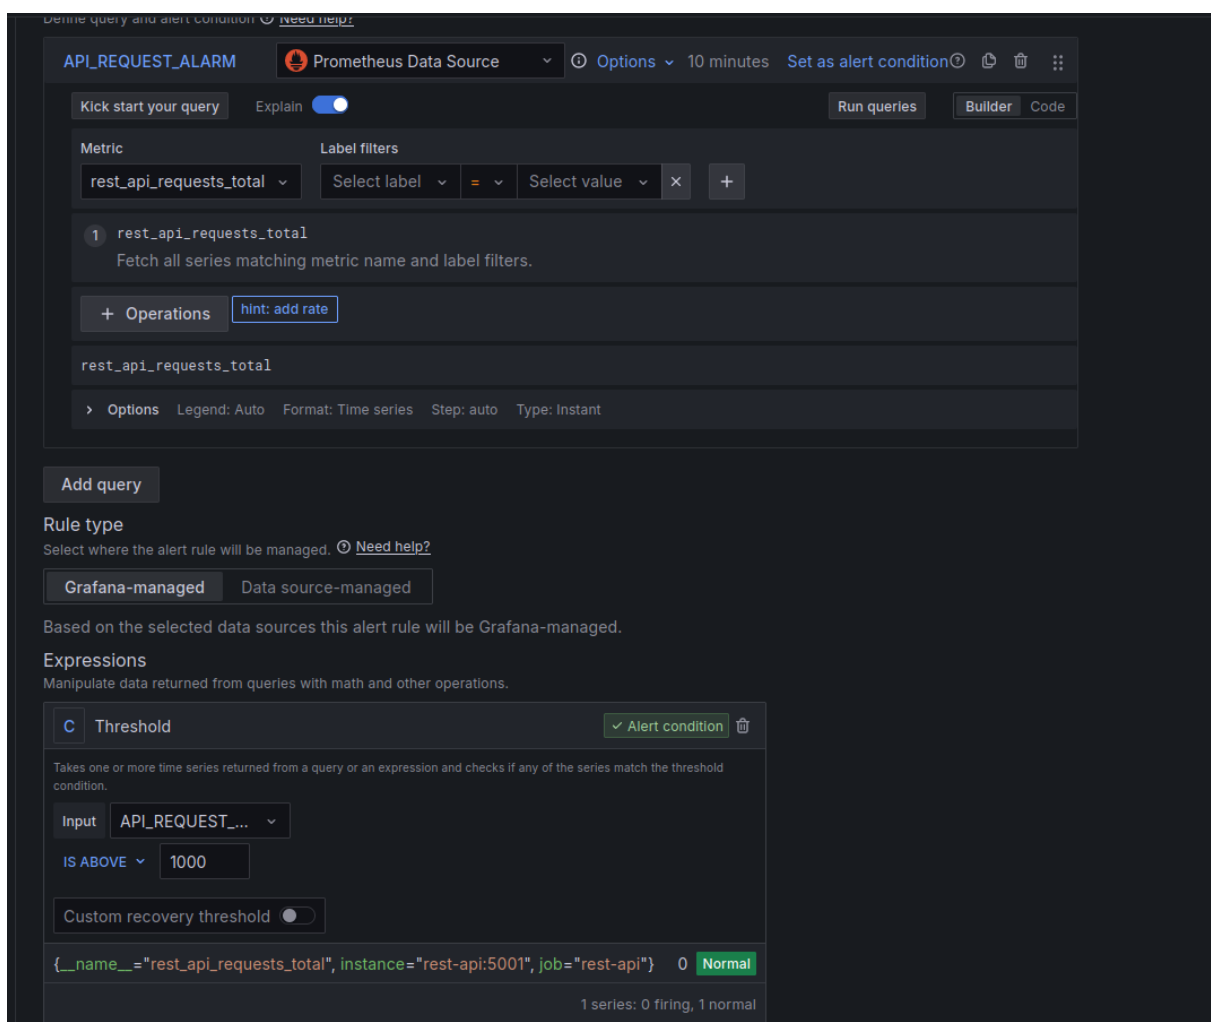 Define query and alert condition Need help?
API_REQUEST_ALARM Prometheus Data Source Options 10 minutes Set as alert condition
Kick start your query Explain Run queries Builder Code
Metric Label filters
rest_api_requests_total Select label = Select value × +
1 rest_api_requests_total
Fetch all series matching metric name and label filters.
+ Operations hint: add rate
rest_api_requests_total
Options Legend: Auto Format: Time series Step: auto Type: Instant
Add query
Rule type
Select where the alert rule will be managed. Need help?
Grafana-managed Data source-managed
Based on the selected data sources this alert rule will be Grafana-managed.
Expressions
Manipulate data returned from queries with math and other operations.
C Threshold Alert condition
Takes one or more time series returned from a query or an expression and checks if any of the series match the threshold
condition.
Input API_REQUEST_...
IS ABOVE 1000
Custom recovery threshold
{__name__="rest_api_requests_total", instance="rest-api:5001", job="rest-api"} 0 Normal
1 series: 0 firing, 1 normal